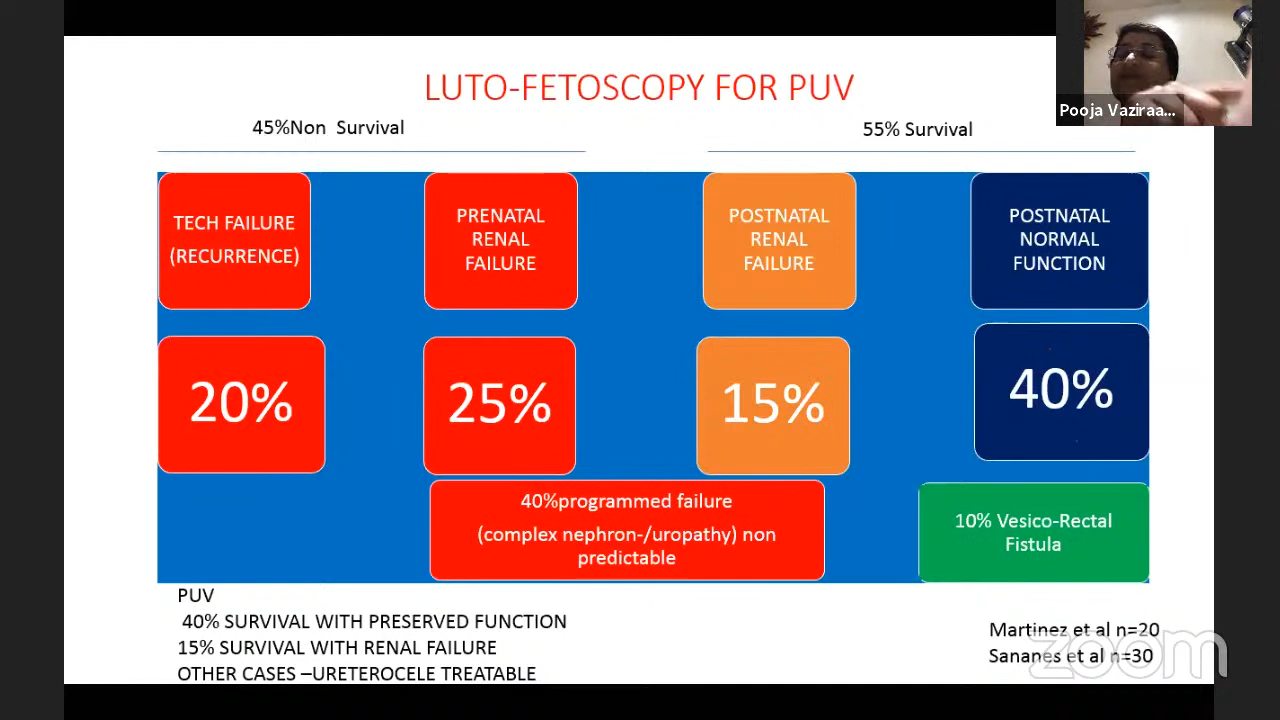 LUTO-FETOSCOPY FOR PUV
Pooja Vaziraa...
45%Non Survival
55% Survival
TECH FAILURE
(RECURRENCE)
PRENATAL
RENAL
FAILURE
POSTNATAL
RENAL
FAILURE
POSTNATAL
NORMAL
FUNCTION
20%
25%
15%
40%
40%programmed failure
(complex nephron-/uropathy) non
predictable
10% Vesico-Rectal
Fistula
PUV
40% SURVIVAL WITH PRESERVED FUNCTION
15% SURVIVAL WITH RENAL FAILURE
OTHER CASES –URETEROCELE TREATABLE
Martinez et al n=20
Sananes et al n=30
zoom